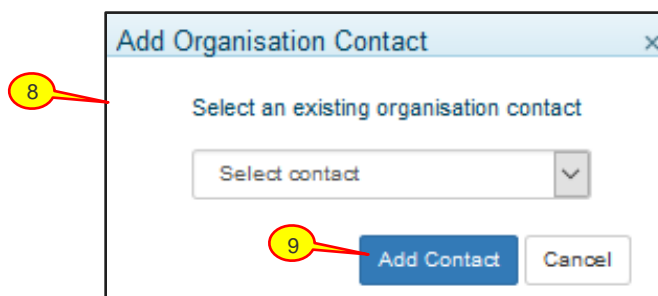 Add Organisation Contact ×
8
Select an existing organisation contact
Select contact
9
Add Contact Cancel